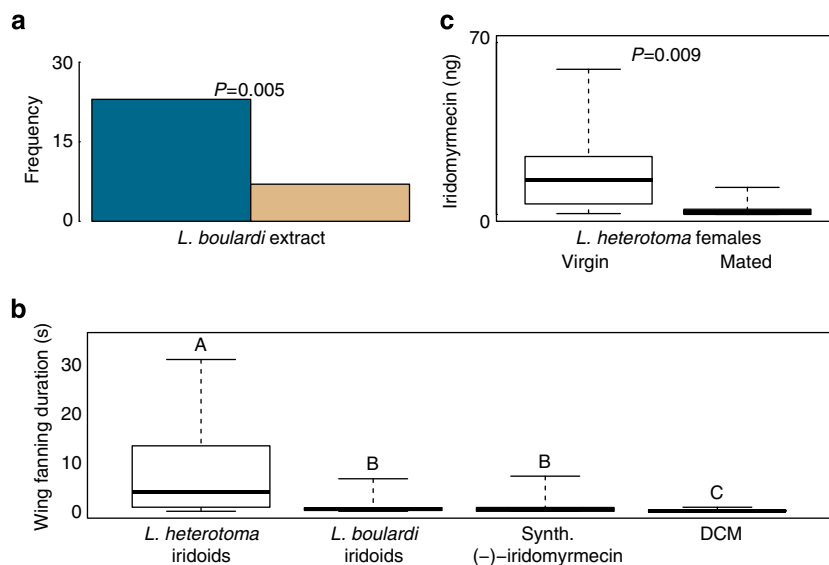 a
30
15
0
Frequency
P=0.005
L. boulardi extract
c
70
0
Iridomyrmecin (ng)
P=0.009
L. heterotoma females
Virgin Mated
b
30
20
10
0
Wing fanning duration (s)
A
B
B
C
L. heterotoma iridoids
L. boulardi iridoids
Synth. (−)−iridomyrmecin
DCM